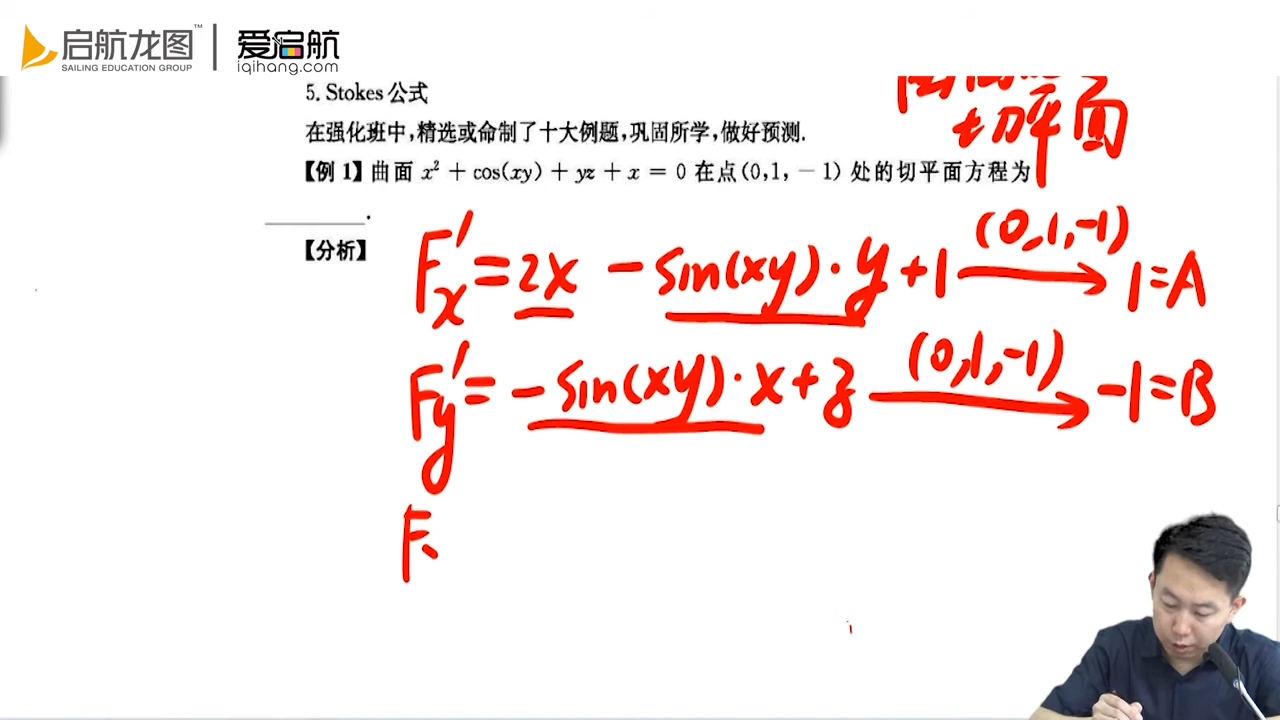 启航龙图™ 爱启航
SAILING EDUCATION GROUP iqihang.com
5. Stokes 公式
切平面
在强化班中,精选或命制了十大例题,巩固所学,做好预测.
【例 1】曲面 x² + cos(xy) + yz + x = 0 在点(0,1,-1) 处的切平面方程为
________.
【分析】
F'x = 2x - sin(xy)·y + 1 (0,1,-1)→ 1=A
F'y = -sin(xy)·x + z (0,1,-1)→ -1=B
F